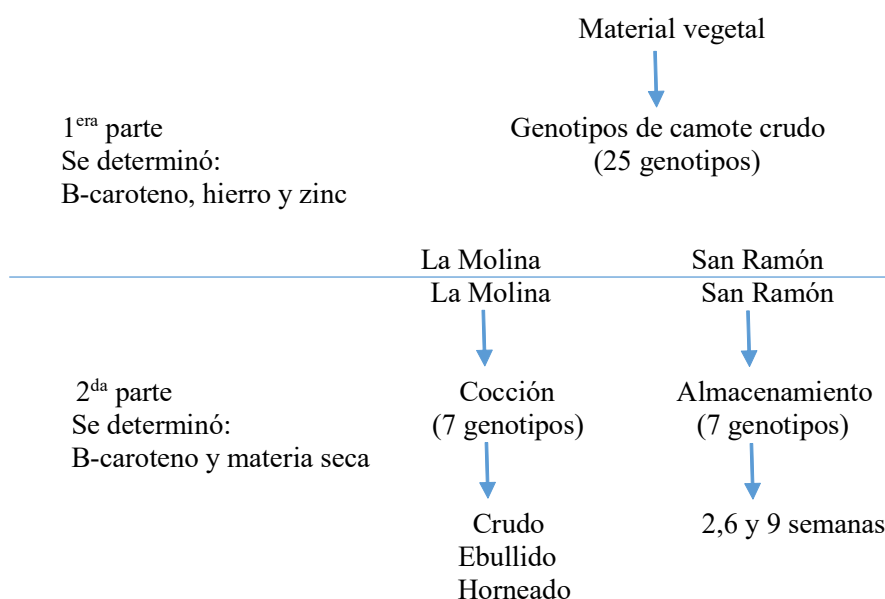 Material vegetal
1era parte
Se determinó:
B-caroteno, hierro y zinc
Genotipos de camote crudo
(25 genotipos)
La Molina
San Ramón
La Molina
San Ramón
2da parte
Se determinó:
B-caroteno y materia seca
Cocción
(7 genotipos)
Almacenamiento
(7 genotipos)
Crudo
Ebullido
Horneado
2,6 y 9 semanas